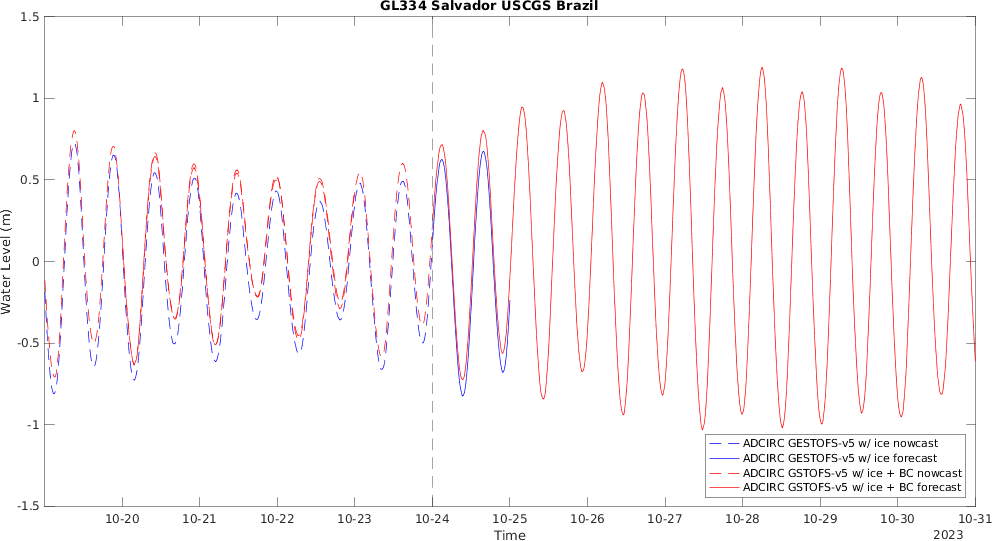 GL334 Salvador USCGS Brazil
1.5
1
0.5
0
-0.5
-1
-1.5
Water Level (m)
10-20
10-21
10-22
10-23
10-24
10-25
10-26
10-27
10-28
10-29
10-30
10-31
Time
2023
ADCIRC GESTOFS-v5 w/ ice nowcast
ADCIRC GESTOFS-v5 w/ ice forecast
ADCIRC GSTOFS-v5 w/ ice + BC nowcast
ADCIRC GSTOFS-v5 w/ ice + BC forecast